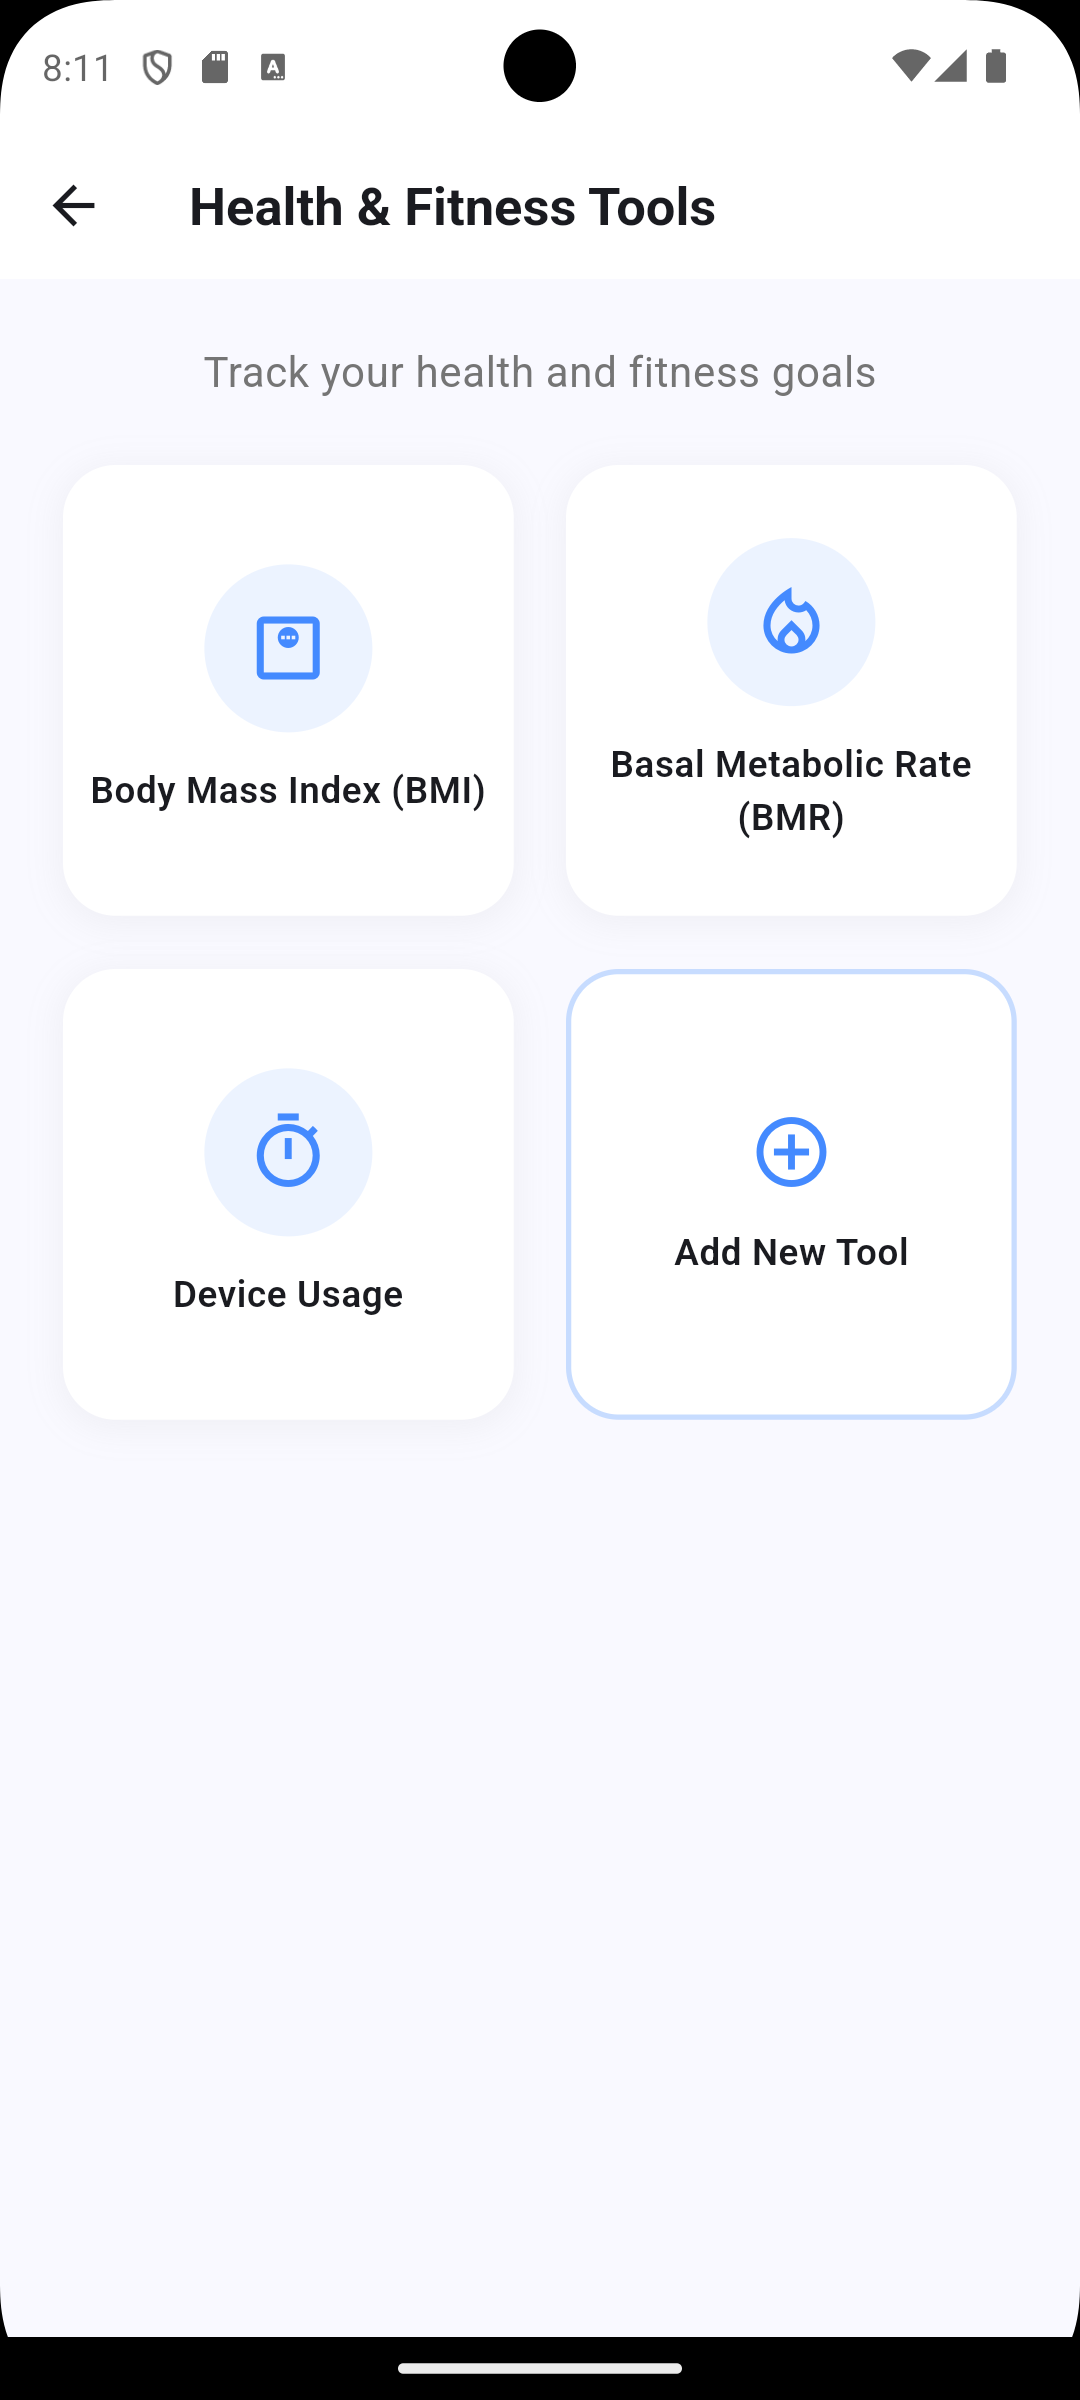 8:11
Health & Fitness Tools
Track your health and fitness goals
Body Mass Index (BMI)
Basal Metabolic Rate
(BMR)
Device Usage
Add New Tool